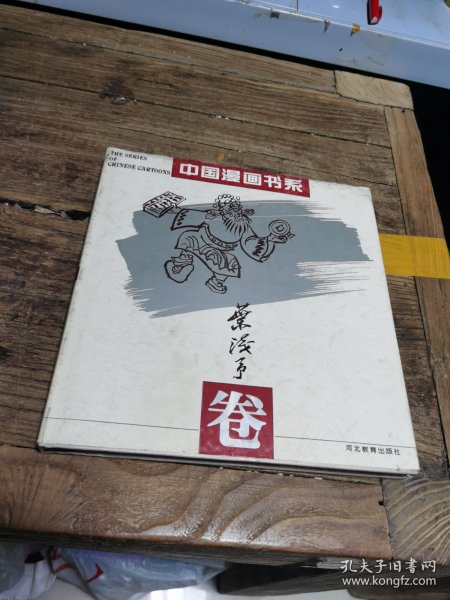 THE SERIES
OF
CHINESE CARTOONS
中国漫画书系
葉浅予
卷
河北教育出版社
孔夫子旧书网
www.kongfz.com